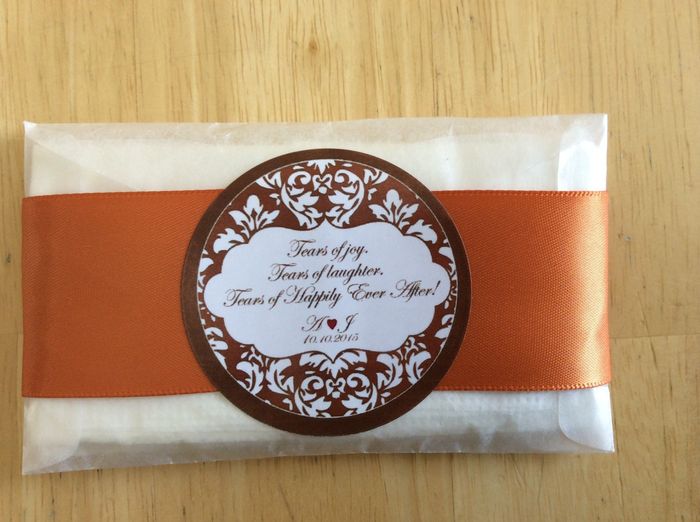 Tears of joy.
Tears of laughter.
Tears of Happily Ever After!
A♥J
10.10.2015